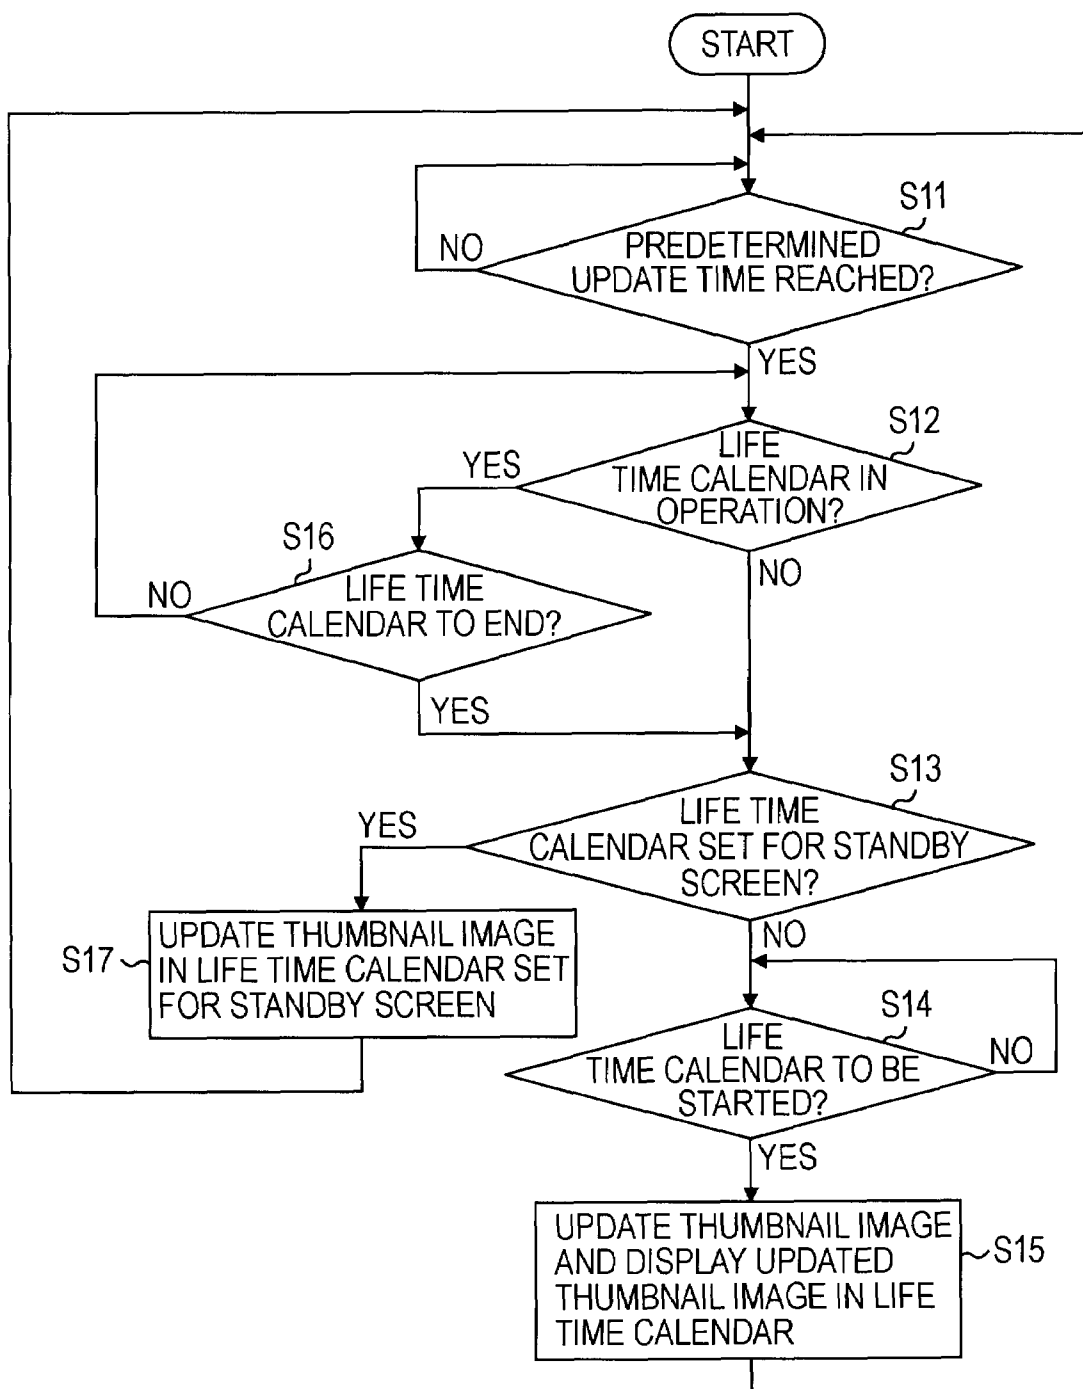 START
S11
NO
PREDETERMINED
UPDATE TIME REACHED?
YES
S12
YES
LIFE
TIME CALENDAR IN
OPERATION?
S16
NO
NO
LIFE TIME
CALENDAR TO END?
YES
S13
YES
LIFE TIME
CALENDAR SET FOR STANDBY
SCREEN?
NO
S17
UPDATE THUMBNAIL IMAGE
IN LIFE TIME CALENDAR SET
FOR STANDBY SCREEN
S14
LIFE
NO
TIME CALENDAR TO BE
STARTED?
YES
UPDATE THUMBNAIL IMAGE
AND DISPLAY UPDATED
S15
THUMBNAIL IMAGE IN LIFE
TIME CALENDAR